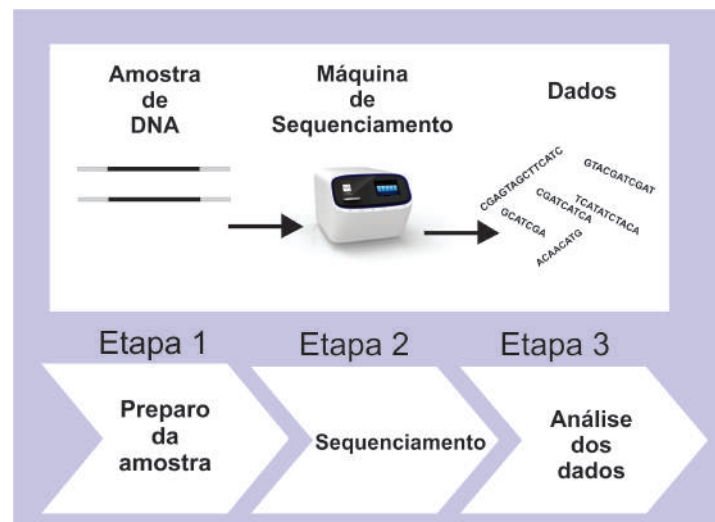 Amostra
de
DNA
Máquina
de
Sequenciamento
Dados
CGAGTAGCTTCATC
GTACGATCGAT
CGATCATCA
TCATATCTACA
GCATCGA
ACAACATG
Etapa 1
Etapa 2
Etapa 3
Preparo
da
amostra
Sequenciamento
Análise
dos
dados